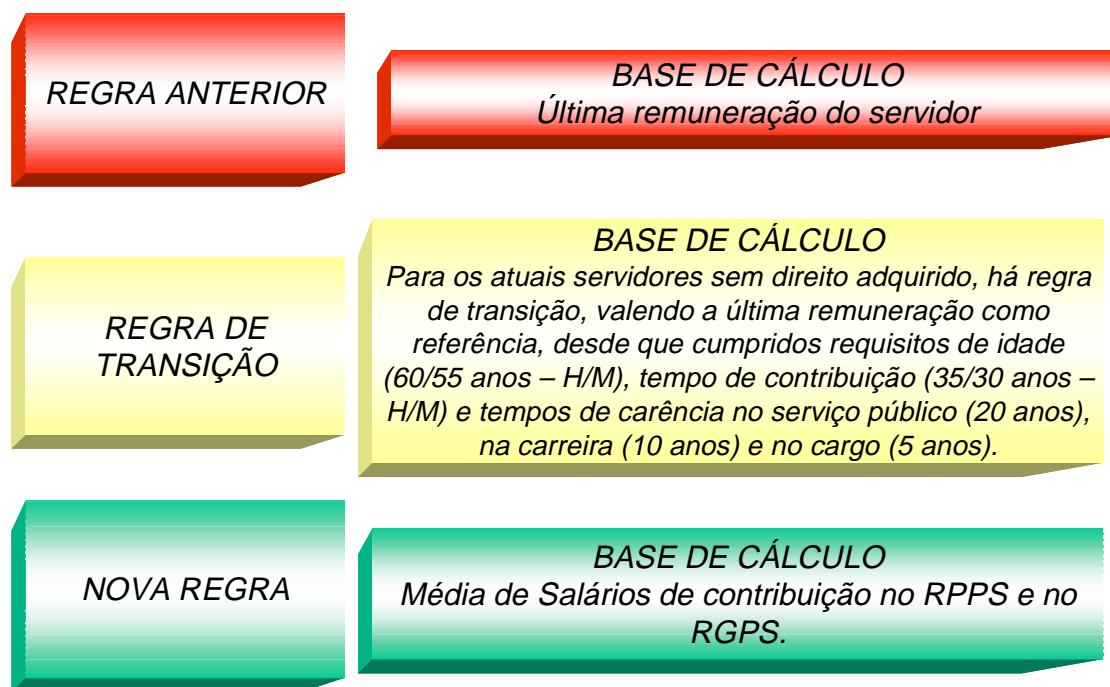 REGRA ANTERIOR
BASE DE CÁLCULO
Última remuneração do servidor
REGRA DE
TRANSIÇÃO
BASE DE CÁLCULO
Para os atuais servidores sem direito adquirido, há regra
de transição, valendo a última remuneração como
referência, desde que cumpridos requisitos de idade
(60/55 anos – H/M), tempo de contribuição (35/30 anos –
H/M) e tempos de carência no serviço público (20 anos),
na carreira (10 anos) e no cargo (5 anos).
NOVA REGRA
BASE DE CÁLCULO
Média de Salários de contribuição no RPPS e no
RGPS.